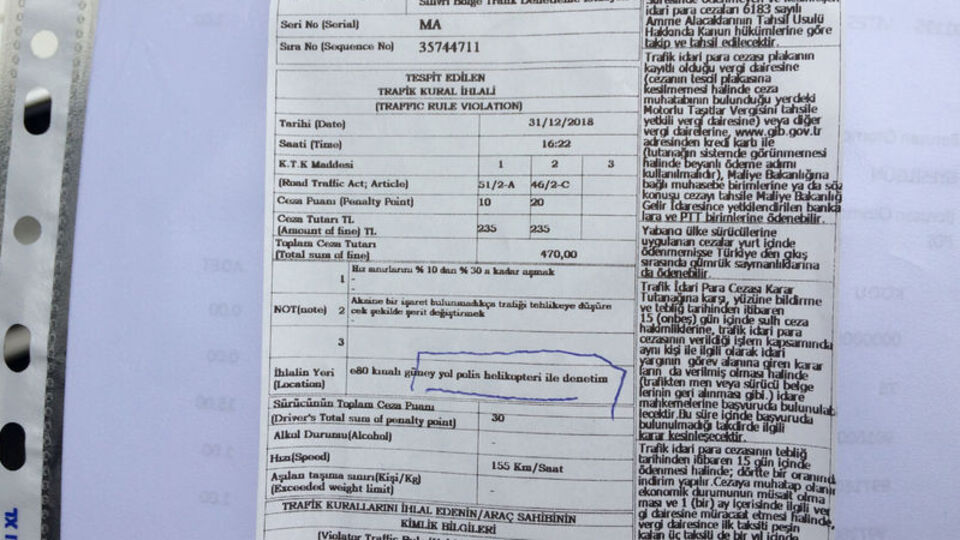 Silivri Bölge Trafik Denetleme
Seri No (Serial) MA
Sıra No (Sequence No) 35744711
TESPİT EDİLEN
TRAFİK KURAL İHLALİ
(TRAFFIC RULE VIOLATION)
Tarihi (Date) 31/12/2018
Saati (Time) 16:22
K.T.K Maddesi 1 2 3
(Road Traffic Act; Article) 51/2-A 46/2-C
Ceza Puanı (Penalty Point) 10 20
Ceza Tutarı TL
(Amount of fine) TL 235 235
Toplam Ceza Tutarı
(Total sum of fine) 470,00
1 Hız sınırlarını % 10 dan % 30 a kadar aşmak
-
-
NOT(note) 2 Aksine bir işaret bulunmadıkça trafiği tehlikeye düşüre
cek şekilde şerit değiştirmek
-
3
İhlalin Yeri
(Location) e80 kınalı güney yol polis helikopteri ile denetim
Sürücünün Toplam Ceza Puanı
(Driver's Total sum of penalty point) 30
Alkol Durumu(Alcohol) -
Hızı(Speed) 155 Km/Saat
Aşılan taşıma sınırı(Kişi/Kg)
(Exceeded weight limit) -
TRAFİK KURALLARINI İHLAL EDENİN/ARAÇ SAHİBİNİN
KİMLİK BİLGİLERİ
idari para cezaları 6183 sayılı
Amme Alacaklarının Tahsil Usulü
Hakkında Kanun hükümlerine göre
takip ve tahsil edilecektir.
Trafik idari para cezası plakanın
kayıtlı olduğu vergi dairesine
(cezanın tescil plakasına
kesilmemesi halinde ceza
muhatabının bulunduğu yerdeki
Motorlu Taşıtlar Vergisini tahsile
yetkili vergi dairesine) veya diğer
vergi dairelerine, www.gib.gov.tr
adresinden kredi kartı ile
(tutanağın sistemde görünmemesi
halinde beyanlı ödeme adımı
kullanılmalıdır), Maliye Bakanlığına
bağlı muhasebe birimlerine ya da söz
konusu cezayı tahsile Maliye Bakanlığı
Gelir İdaresince yetkilendirilen banka
lara ve PTT birimlerine ödenebilir.
Yabancı ülke sürücülerine
uygulanan cezalar yurt içinde
ödenmemişse Türkiye den çıkış
sırasında gümrük saymanlıklarına
da ödenebilir.
Trafik İdari Para Cezası Karar
Tutanağına karşı, yüzüne bildirme
ve tebliğ tarihinden itibaren
15 (onbeş) gün içinde sulh ceza
hakimliklerine, trafik idari para
cezasının verildiği işlem kapsamında
aynı kişi ile ilgili olarak idari
yargının görev alanına giren karar
ların da verilmiş olması halinde
(trafikten men veya sürücü belge
lerinin geri alınması gibi.) idare
mahkemelerine başvuruda bulunulab
ilecektir.Bu süre içinde başvuruda
bulunulmadığı takdirde ilgili
karar kesinleşecektir.
Trafik idari para cezasının tebliğ
tarihinden itibaren 15 gün içinde
ödenmesi halinde; dörtte bir oranında
indirim yapılır.Cezaya muhatap olanın
ekonomik durumunun müsait olma
ması ve 1 (bir) ay içerisinde ilgili ver
gi dairesine müracaat etmesi halinde,
vergi dairesince ilk taksiti peşin
kalan üç taksiti de bir yıl içinde
XL